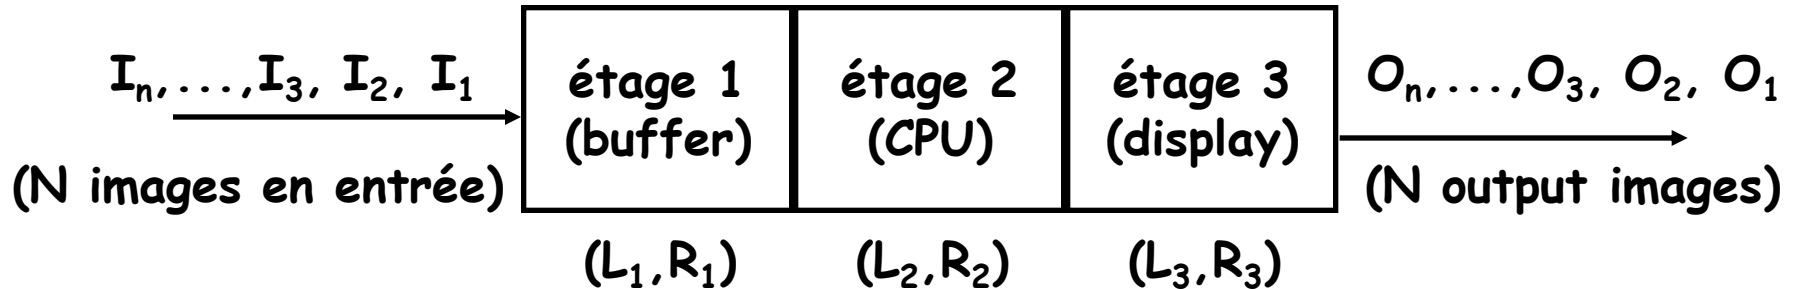 Iₙ,...,I₃, I₂, I₁
(N images en entrée)
étage 1
(buffer)
étage 2
(CPU)
étage 3
(display)
Oₙ,...,O₃, O₂, O₁
(N output images)
(L₁,R₁)
(L₂,R₂)
(L₃,R₃)